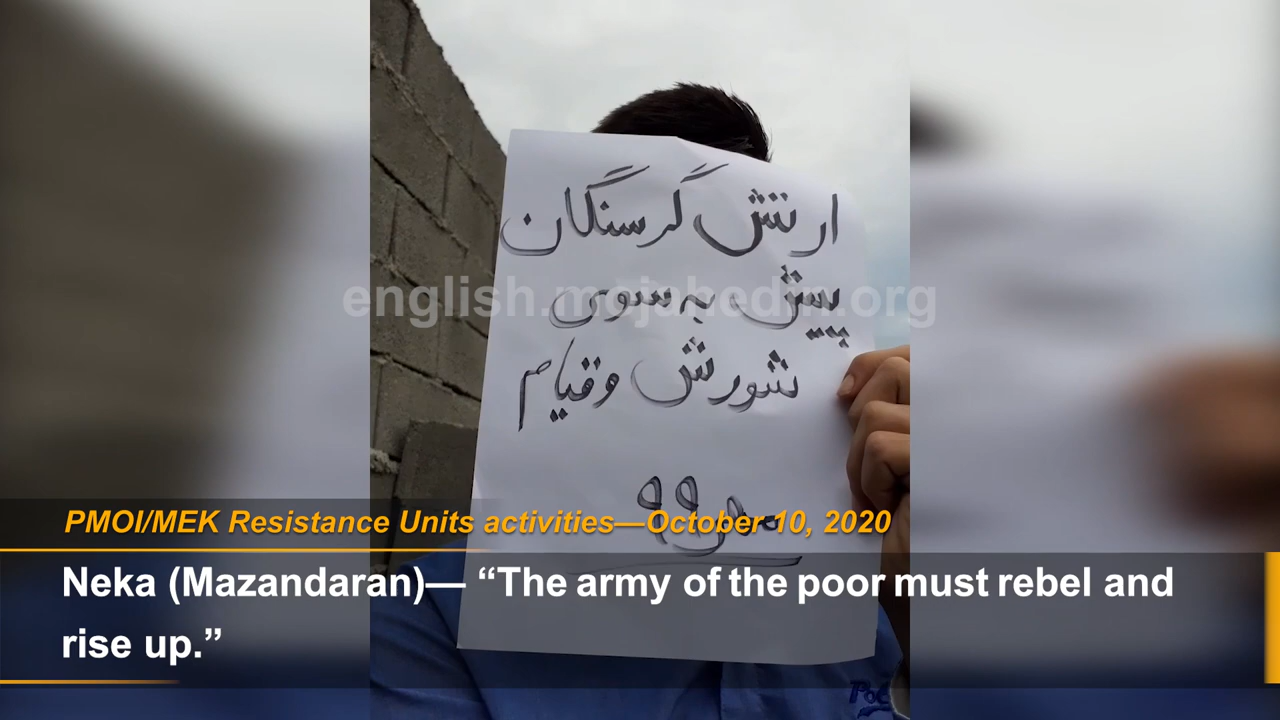 ارتش گرسنگان
پیش به سوی
شورش و قیام
۹۹
english.mojahedin.org
PMOI/MEK Resistance Units activities—October 10, 2020
Neka (Mazandaran)— “The army of the poor must rebel and
rise up.”